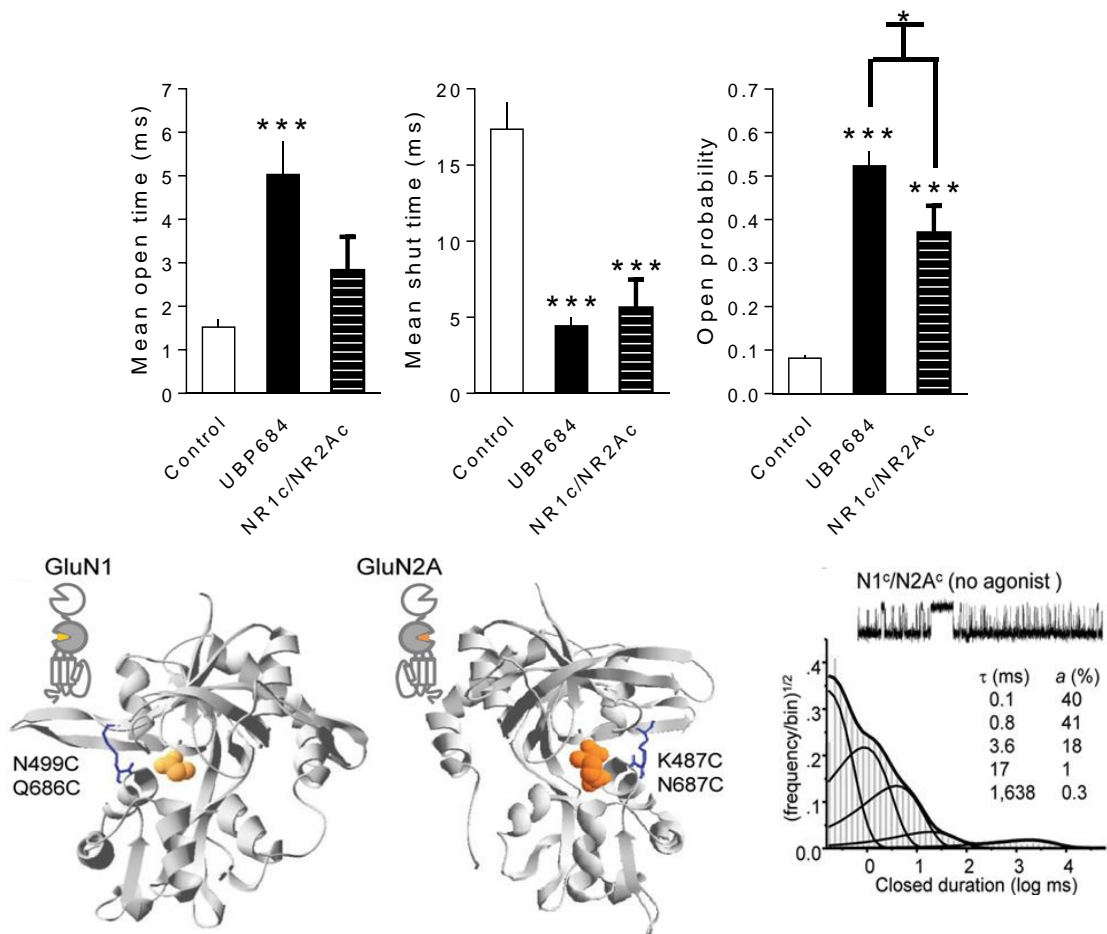 *
Mean open time (ms)
7
6
5
4
3
2
1
0
***
Control
UBP684
NR1c/NR2Ac
Mean shut time (ms)
20
15
10
5
0
***
***
Control
UBP684
NR1c/NR2Ac
Open probability
0.7
0.6
0.5
0.4
0.3
0.2
0.1
0.0
***
***
Control
UBP684
NR1c/NR2Ac
GluN1
N499C
Q686C
GluN2A
K487C
N687C
N1ᶜ/N2Aᶜ (no agonist )
(frequency/bin)¹/²
.4
.3
.2
.1
0.0
τ (ms) a (%)
0.1 40
0.8 41
3.6 18
17 1
1,638 0.3
0 1 2 3 4
Closed duration (log ms)